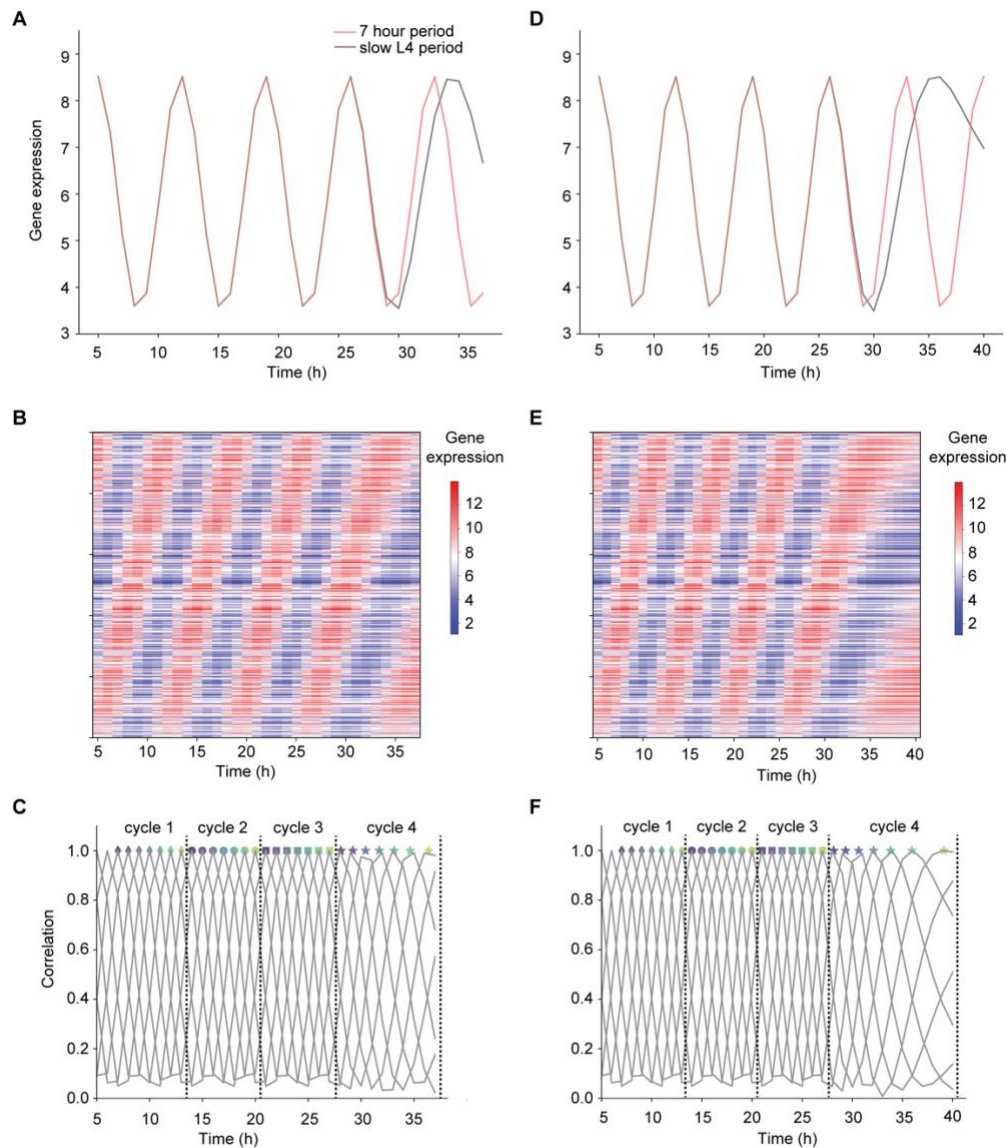 A
7 hour period
slow L4 period
9
8
7
6
5
4
3
Gene expression
5 10 15 20 25 30 35
Time (h)
D
9
8
7
6
5
4
3
5 10 15 20 25 30 35 40
Time (h)
B
Gene
expression
12
10
8
6
4
2
5 10 15 20 25 30 35
Time (h)
E
Gene
expression
12
10
8
6
4
2
5 10 15 20 25 30 35 40
Time (h)
C
cycle 1 cycle 2 cycle 3 cycle 4
1.0
0.8
0.6
0.4
0.2
0.0
Correlation
5 10 15 20 25 30 35
Time (h)
F
cycle 1 cycle 2 cycle 3 cycle 4
1.0
0.8
0.6
0.4
0.2
0.0
5 10 15 20 25 30 35 40
Time (h)